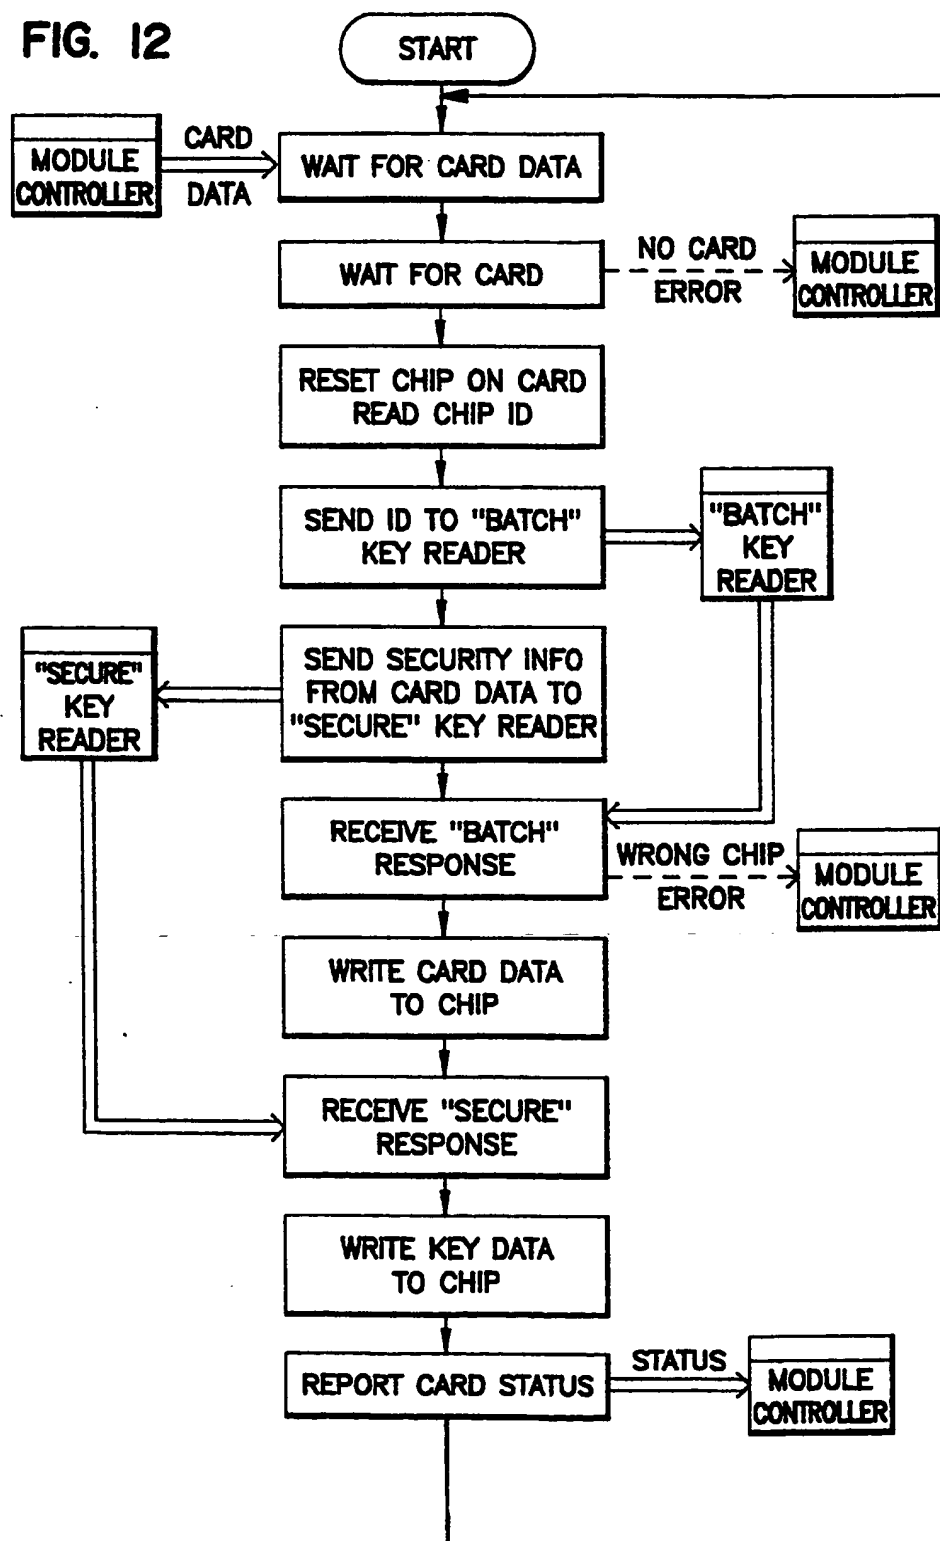 FIG. 12
START
CARD
DATA
MODULE
CONTROLLER
WAIT FOR CARD DATA
WAIT FOR CARD
NO CARD
ERROR
MODULE
CONTROLLER
RESET CHIP ON CARD
READ CHIP ID
SEND ID TO "BATCH"
KEY READER
"BATCH"
KEY
READER
SEND SECURITY INFO
FROM CARD DATA TO
"SECURE" KEY READER
"SECURE"
KEY
READER
RECEIVE "BATCH"
RESPONSE
WRONG CHIP
ERROR
MODULE
CONTROLLER
WRITE CARD DATA
TO CHIP
RECEIVE "SECURE"
RESPONSE
WRITE KEY DATA
TO CHIP
REPORT CARD STATUS
STATUS
MODULE
CONTROLLER